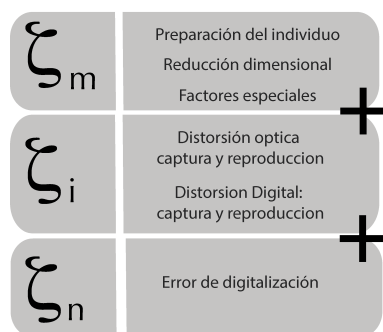 ζm
Preparación del individuo
Reducción dimensional
Factores especiales
+
ζi
Distorsión optica
captura y reproduccion
Distorsion Digital:
captura y reproduccion
+
ζn
Error de digitalización